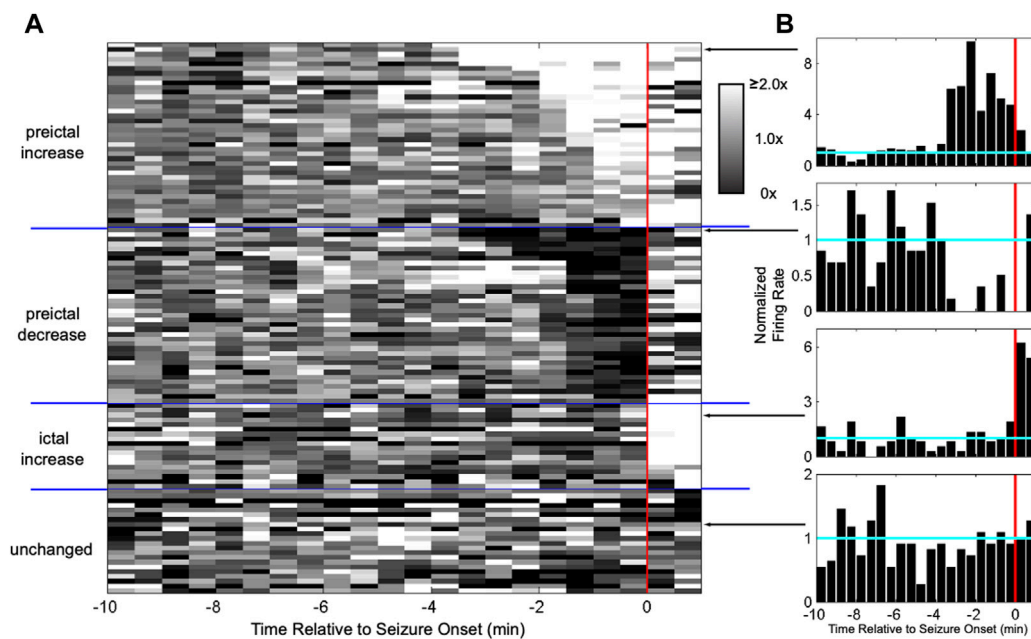 A
B
preictal
increase
preictal
decrease
ictal
increase
unchanged
≥2.0x
1.0x
0x
-10
-8
-6
-4
-2
0
Time Relative to Seizure Onset (min)
8
4
0
1.5
1
0.5
0
6
3
0
2
1
0
Normalized
Firing Rate
-10 -8 -6 -4 -2 0
Time Relative to Seizure Onset (min)